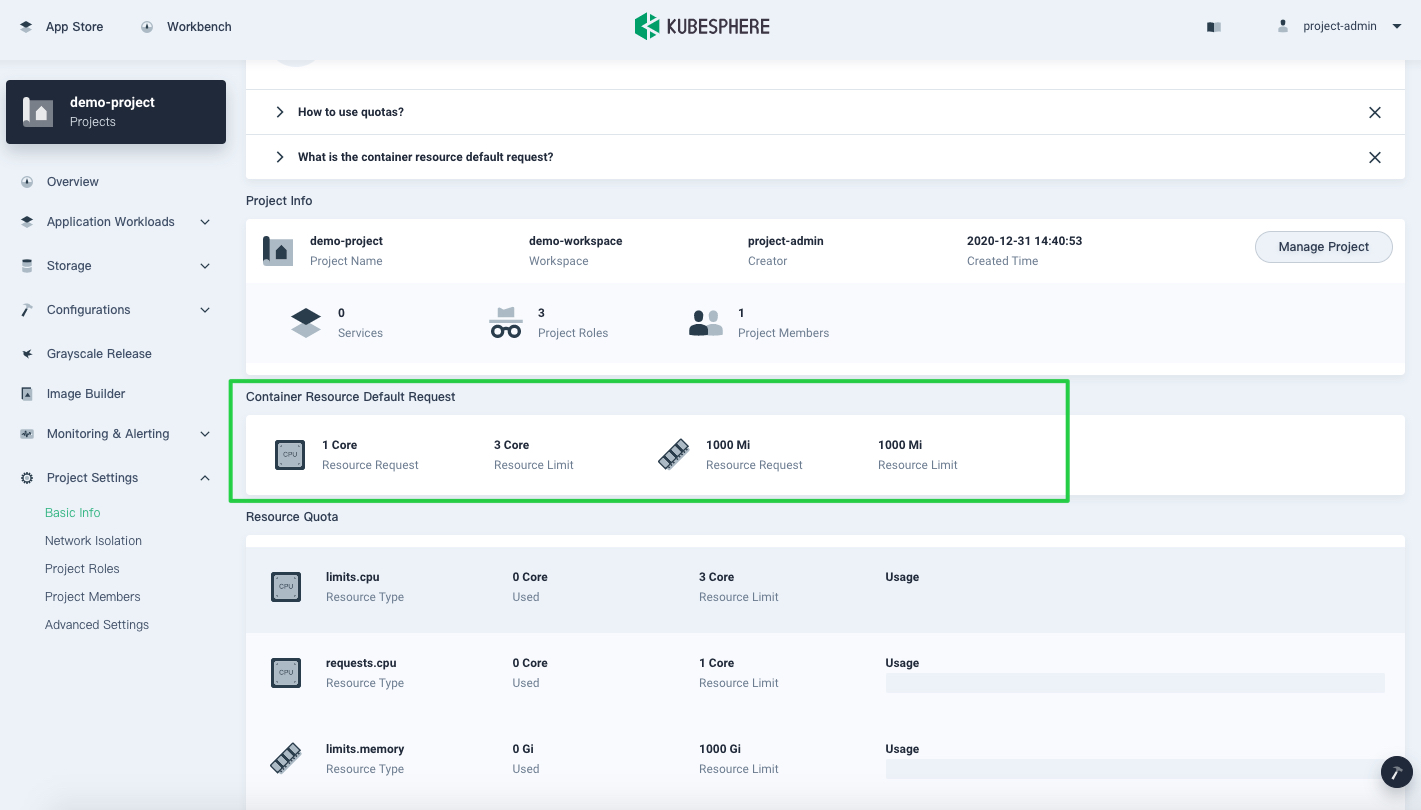 App Store
Workbench
KUBESPHERE
project-admin
demo-project
Projects
Overview
Application Workloads
Storage
Configurations
Grayscale Release
Image Builder
Monitoring & Alerting
Project Settings
Basic Info
Network Isolation
Project Roles
Project Members
Advanced Settings
How to use quotas?
What is the container resource default request?
Project Info
demo-project demo-workspace project-admin 2020-12-31 14:40:53
Project Name Workspace Creator Created Time
Manage Project
0 3 1
Services Project Roles Project Members
Container Resource Default Request
CPU
1 Core 3 Core 1000 Mi 1000 Mi
Resource Request Resource Limit Resource Request Resource Limit
Resource Quota
CPU
limits.cpu 0 Core 3 Core Usage
Resource Type Used Resource Limit
CPU
requests.cpu 0 Core 1 Core Usage
Resource Type Used Resource Limit
limits.memory 0 Gi 1000 Gi Usage
Resource Type Used Resource Limit